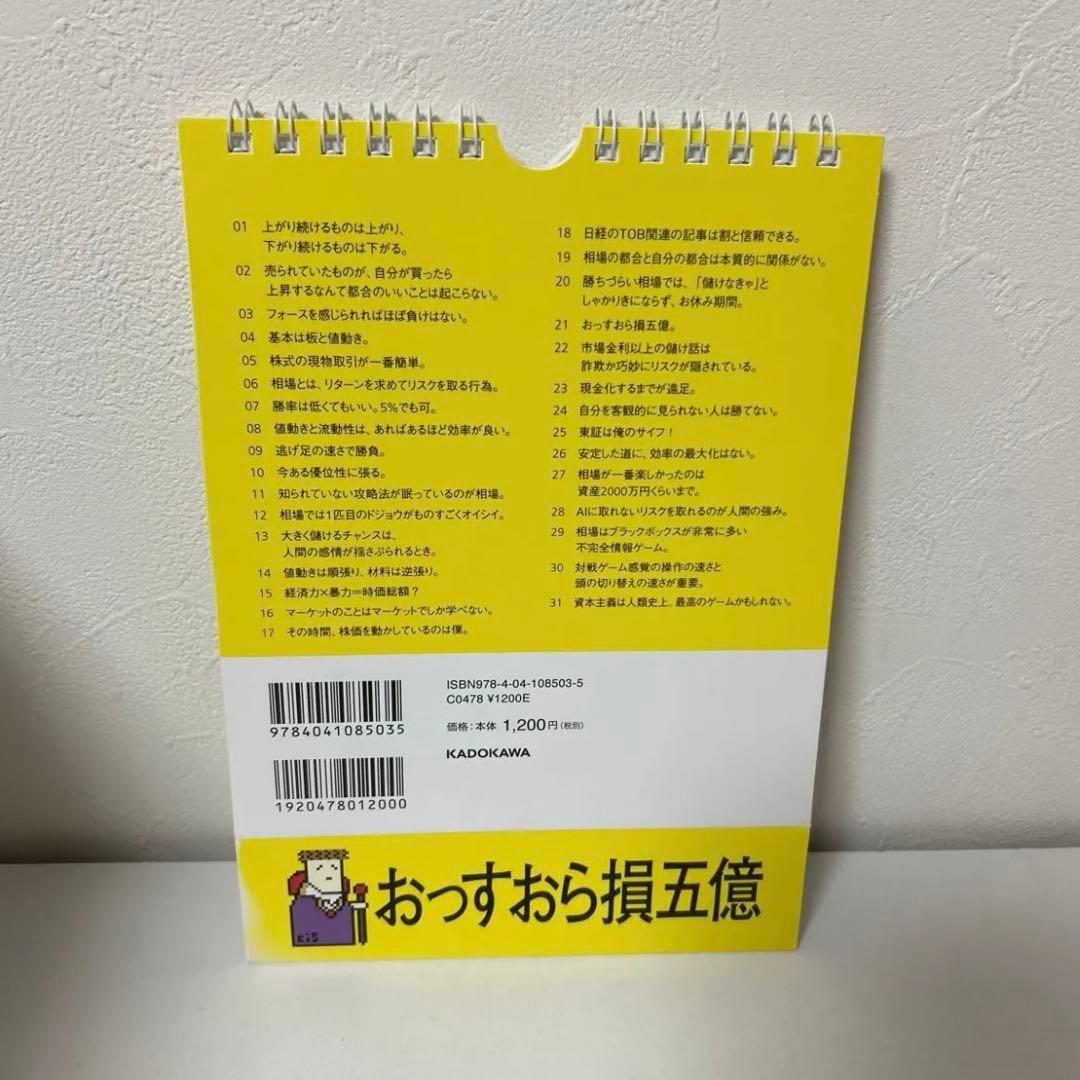 01 上がり続けるものは上がり、
下がり続けるものは下がる。
02 売られていたものが、自分が買ったら
上昇するなんて都合のいいことは起こらない。
03 フォースを感じられればほぼ負けはない。
04 基本は板と値動き。
05 株式の現物取引が一番簡単。
06 相場とは、リターンを求めてリスクを取る行為。
07 勝率は低くてもいい。5%でも可。
08 値動きと流動性は、あればあるほど効率が良い。
09 逃げ足の速さで勝負。
10 今ある優位性に張る。
11 知られていない攻略法が眠っているのが相場。
12 相場では1匹目のドジョウがものすごくオイシイ。
13 大きく儲けるチャンスは、
人間の感情が揺さぶられるとき。
14 値動きは順張り、材料は逆張り。
15 経済力×暴力=時価総額?
16 マーケットのことはマーケットでしか学べない。
17 その時間、株価を動かしているのは僕。
18 日経のTOB関連の記事は割と信頼できる。
19 相場の都合と自分の都合は本質的に関係がない。
20 勝ちづらい相場では、「儲けなきゃ」と
しゃかりきにならず、お休み期間。
21 おっすおら損五億。
22 市場金利以上の儲け話は
詐欺か巧妙にリスクが隠されている。
23 現金化するまでが遠足。
24 自分を客観的に見られない人は勝てない。
25 東証は俺のサイフ!
26 安定した道に、効率の最大化はない。
27 相場が一番楽しかったのは
資産2000万円くらいまで。
28 AIに取れないリスクを取れるのが人間の強み。
29 相場はブラックボックスが非常に多い
不完全情報ゲーム。
30 対戦ゲーム感覚の操作の速さと
頭の切り替えの速さが重要。
31 資本主義は人類史上、最高のゲームかもしれない。
9784041085035
1920478012000
ISBN978-4-04-108503-5
C0478 ¥1200E
価格:本体 1,200円(税別)
KADOKAWA
cis
おっすおら損五億